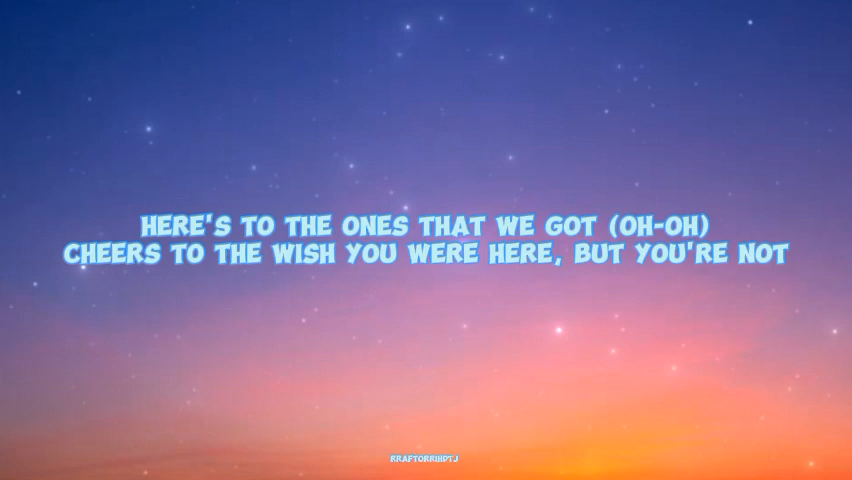 HERE'S TO THE ONES THAT WE GOT (OH-OH)
CHEERS TO THE WISH YOU WERE HERE, BUT YOU'RE NOT
RRAFTORRIHDTJ